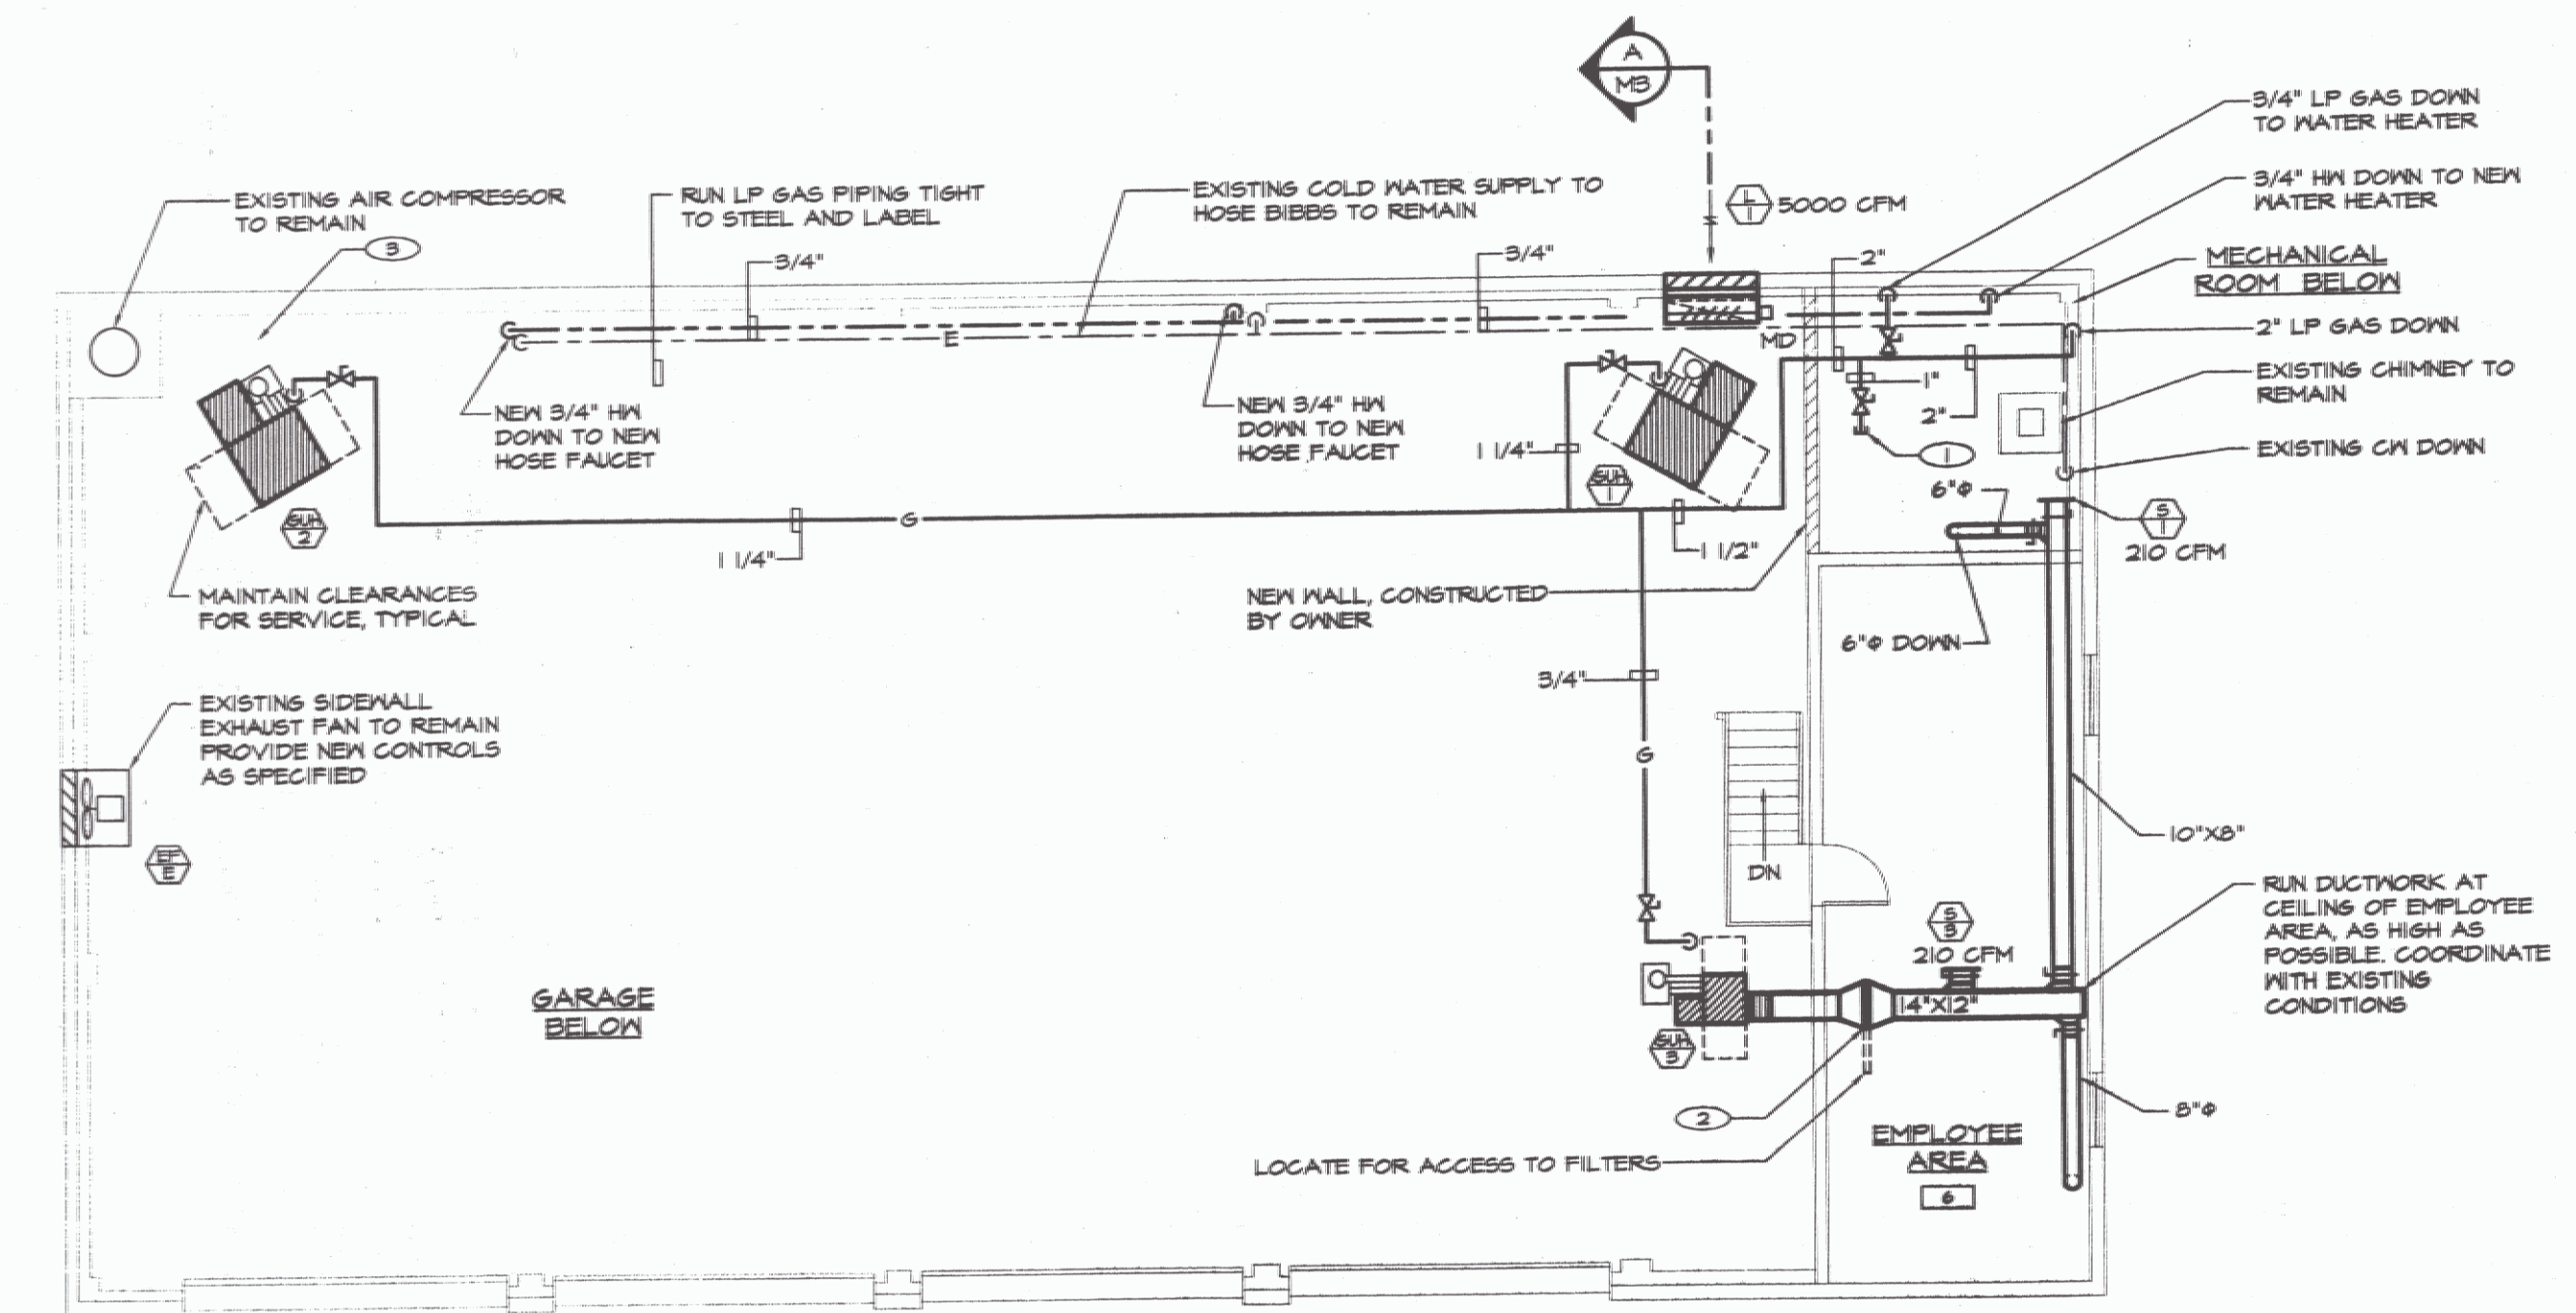 A
M3
3/4" LP GAS DOWN
TO WATER HEATER
EXISTING AIR COMPRESSOR
TO REMAIN
3
RUN LP GAS PIPING TIGHT
TO STEEL AND LABEL
3/4"
EXISTING COLD WATER SUPPLY TO
HOSE BIBBS TO REMAIN
3/4"
L
1
5000 CFM
2"
3/4" HW DOWN TO NEW
WATER HEATER
MECHANICAL
ROOM BELOW
2" LP GAS DOWN
E
MD
1"
2"
EXISTING CHIMNEY TO
REMAIN
NEW 3/4" HW
DOWN TO NEW
HOSE FAUCET
NEW 3/4" HW
DOWN TO NEW
HOSE FAUCET
1 1/4"
SUH
1
1
EXISTING CW DOWN
6"Φ
S
1
210 CFM
SUH
2
G
1 1/4"
1 1/2"
MAINTAIN CLEARANCES
FOR SERVICE, TYPICAL
NEW WALL, CONSTRUCTED
BY OWNER
6"Φ DOWN
3/4"
EXISTING SIDEWALL
EXHAUST FAN TO REMAIN
PROVIDE NEW CONTROLS
AS SPECIFIED
G
EF
E
DN
10"X8"
RUN DUCTWORK AT
CEILING OF EMPLOYEE
AREA, AS HIGH AS
POSSIBLE. COORDINATE
WITH EXISTING
CONDITIONS
S
3
210 CFM
GARAGE
BELOW
14"X12"
SUH
3
2
8"Φ
LOCATE FOR ACCESS TO FILTERS
EMPLOYEE
AREA
6